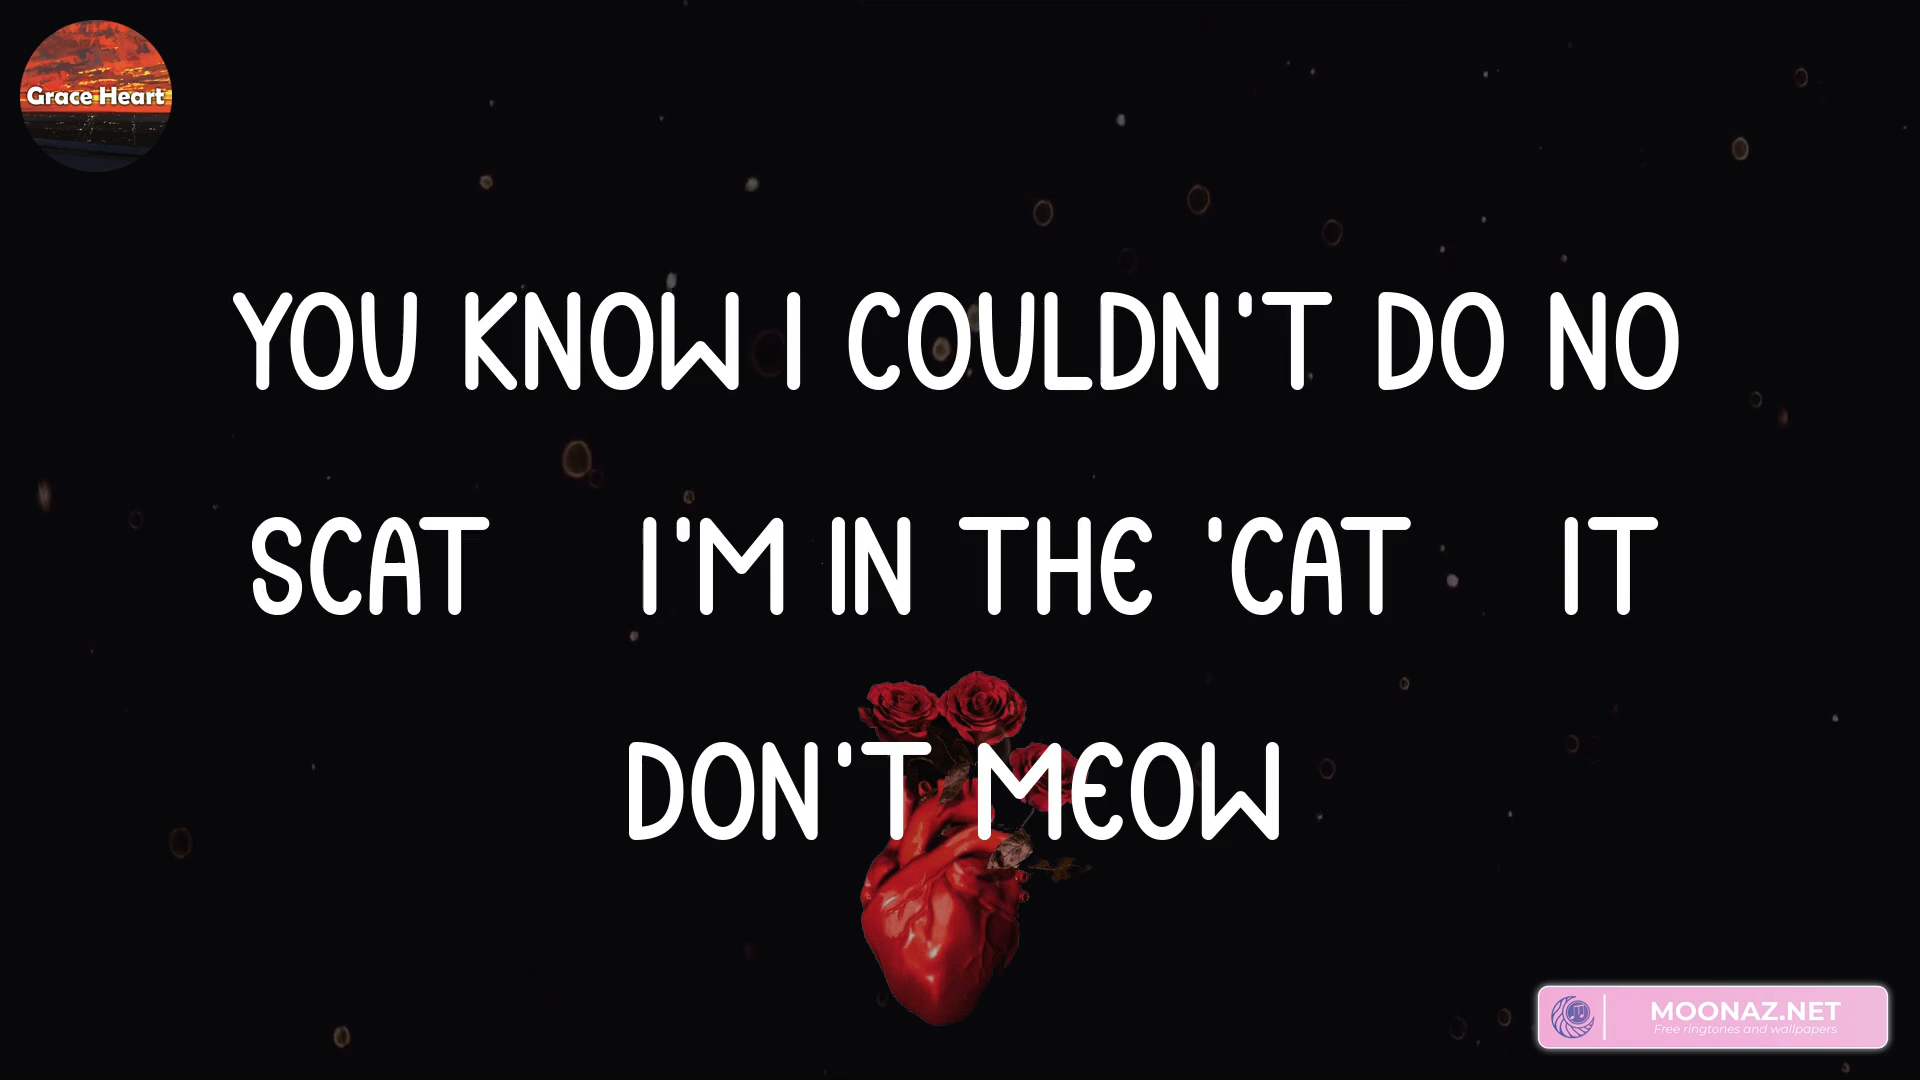 Grace Heart
YOU KNOW I COULDN'T DO NO
SCAT I'M IN THE 'CAT IT
DON'T MEOW
MOONAZ.NET
Free ringtones and wallpapers